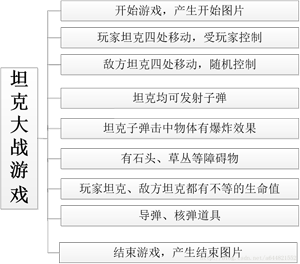 坦克大战游戏
开始游戏，产生开始图片
玩家坦克四处移动，受玩家控制
敌方坦克四处移动，随机控制
坦克均可发射子弹
坦克子弹击中物体有爆炸效果
有石头、草丛等障碍物
玩家坦克、敌方坦克都有不等的生命值
导弹、核弹道具
结束游戏，产生结束图片